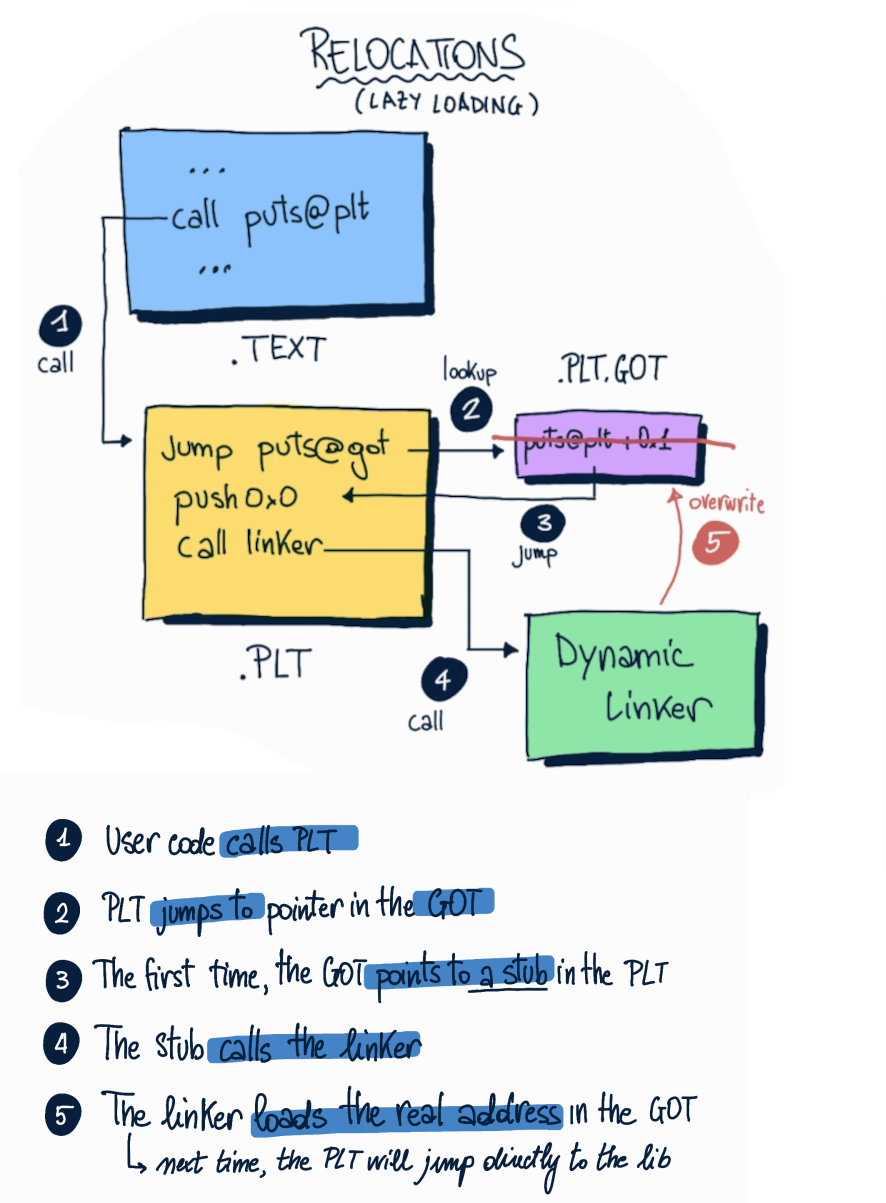 RELOCATIONS
(LAZY LOADING)
...
call puts@plt
...
1
call
.TEXT
lookup
2
.PLT.GOT
Jump puts@got
puts@plt + 0x1
push 0x0
3
jump
overwrite
5
call linker
.PLT
4
call
Dynamic
Linker
1 User code calls PLT
2 PLT jumps to pointer in the GOT
3 The first time, the GOT points to a stub in the PLT
4 The stub calls the linker
5 The linker loads the real address in the GOT
↳ next time, the PLT will jump directly to the lib